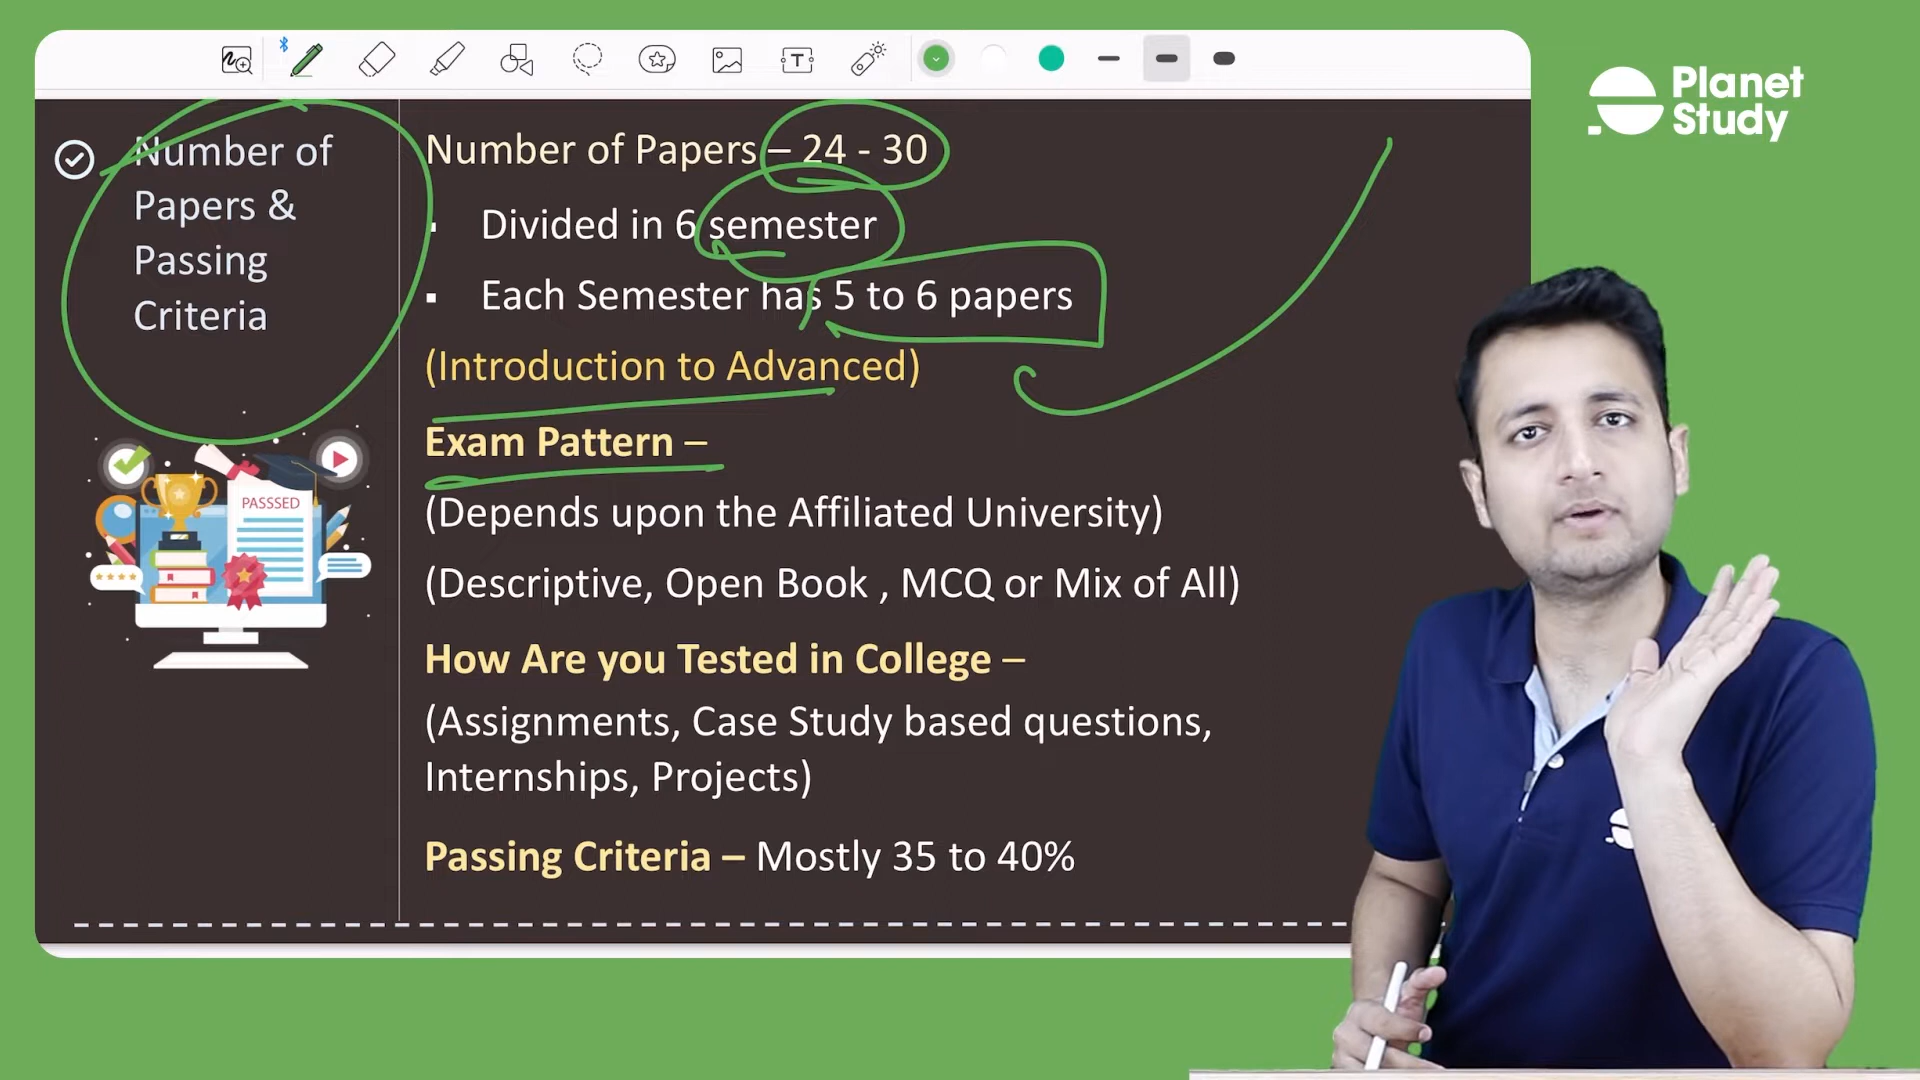 Planet
Study
Number of
Papers &
Passing
Criteria
PASSSED
Number of Papers – 24 - 30
▪ Divided in 6 semester
▪ Each Semester has 5 to 6 papers
(Introduction to Advanced)
Exam Pattern –
(Depends upon the Affiliated University)
(Descriptive, Open Book , MCQ or Mix of All)
How Are you Tested in College –
(Assignments, Case Study based questions,
Internships, Projects)
Passing Criteria – Mostly 35 to 40%